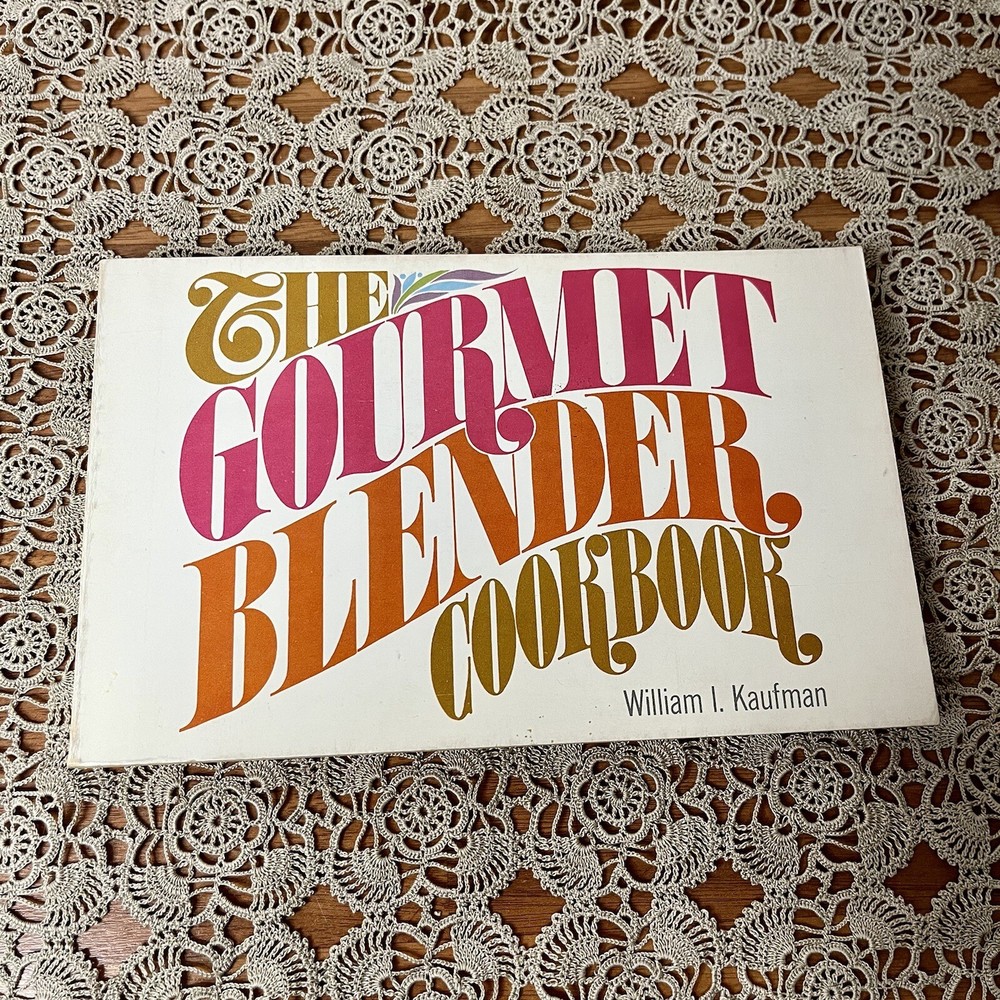 THE
GOURMET
BLENDER
COOKBOOK
William I. Kaufman